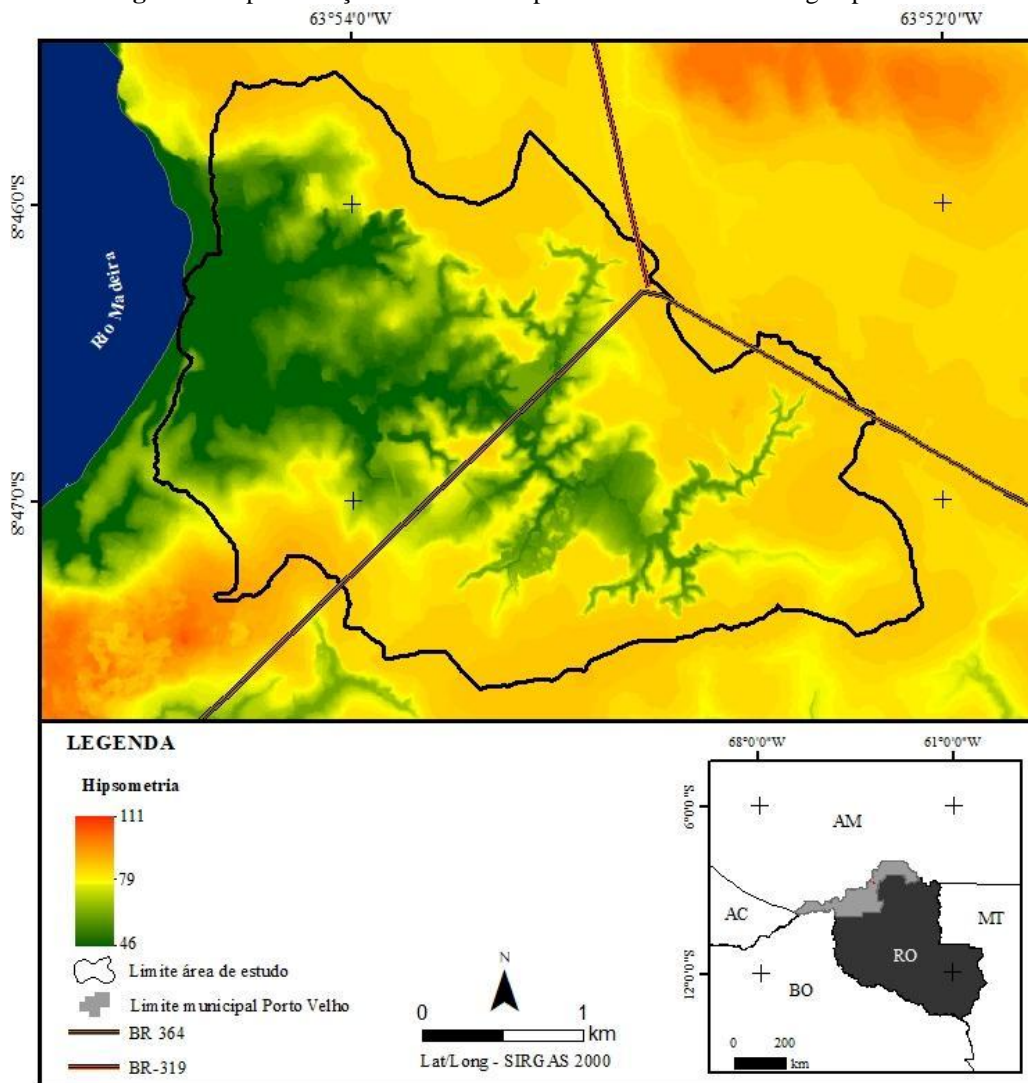 63°54'0"W
63°52'0"W
8°46'0"S
Rio Madeira
8°47'0"S
LEGENDA
Hipsometria
111
79
46
Limite área de estudo
Limite municipal Porto Velho
BR 364
BR-319
N
0 1
km
Lat/Long - SIRGAS 2000
68°0'0"W
61°0'0"W
6°0'0"S
AM
AC
MT
RO
12°0'0"S
BO
0 200
km